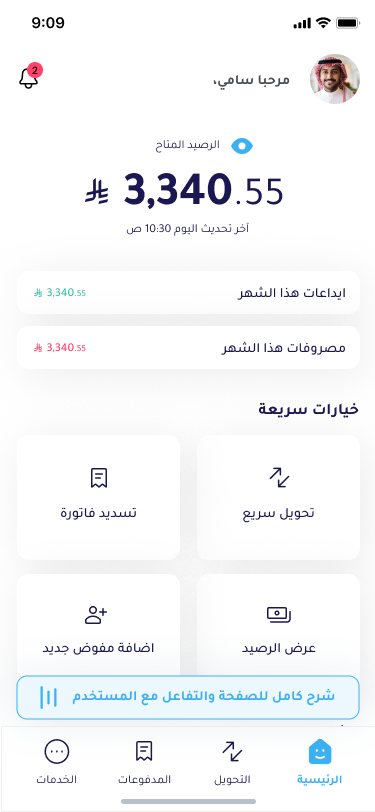 9:09
2
مرحبا سامي،
الرصيد المتاح
3,340.55
آخر تحديث اليوم 10:30 ص
ايداعات هذا الشهر
3,340.55
مصروفات هذا الشهر
3,340.55
خيارات سريعة
تحويل سريع
تسديد فاتورة
عرض الرصيد
اضافة مفوض جديد
شرح كامل للصفحة والتفاعل مع المستخدم
الرئيسية
التحويل
المدفوعات
الخدمات